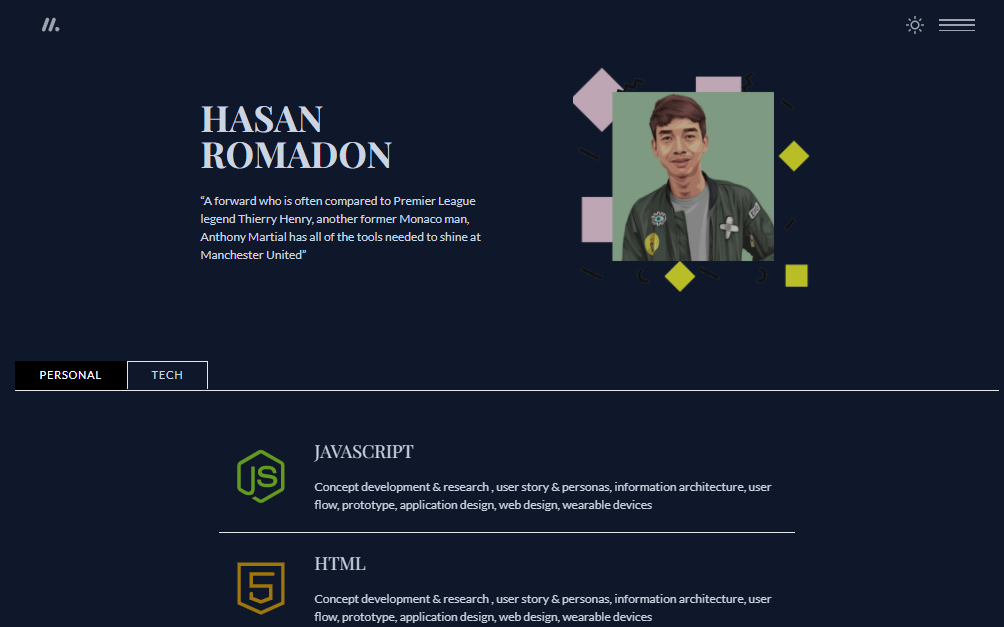 HASAN
ROMADON
“A forward who is often compared to Premier League
legend Thierry Henry, another former Monaco man,
Anthony Martial has all of the tools needed to shine at
Manchester United”
PERSONAL
TECH
JAVASCRIPT
JS
Concept development & research , user story & personas, information architecture, user
flow, prototype, application design, web design, wearable devices
HTML
5
Concept development & research , user story & personas, information architecture, user
flow, prototype, application design, web design, wearable devices